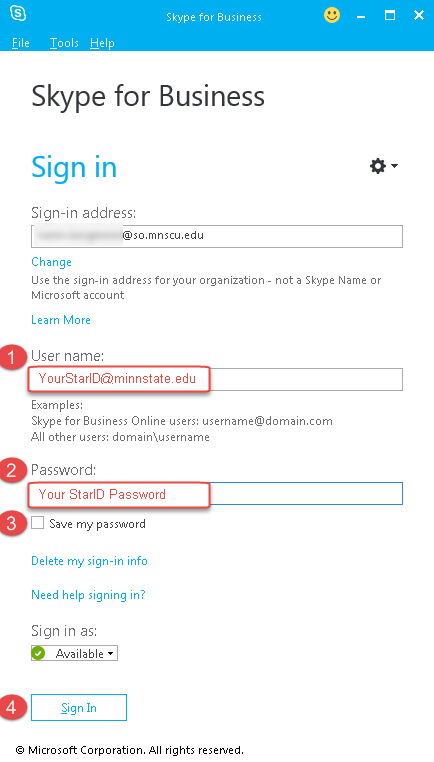 Skype for Business
File Tools Help
Skype for Business
Sign in
Sign-in address:
@so.mnscu.edu
Change
Use the sign-in address for your organization - not a Skype Name or
Microsoft account
Learn More
1 User name:
YourStarID@minnstate.edu
Examples:
Skype for Business Online users: username@domain.com
All other users: domain\username
2 Password:
Your StarID Password
3 Save my password
Delete my sign-in info
Need help signing in?
Sign in as:
Available
4 Sign In
© Microsoft Corporation. All rights reserved.